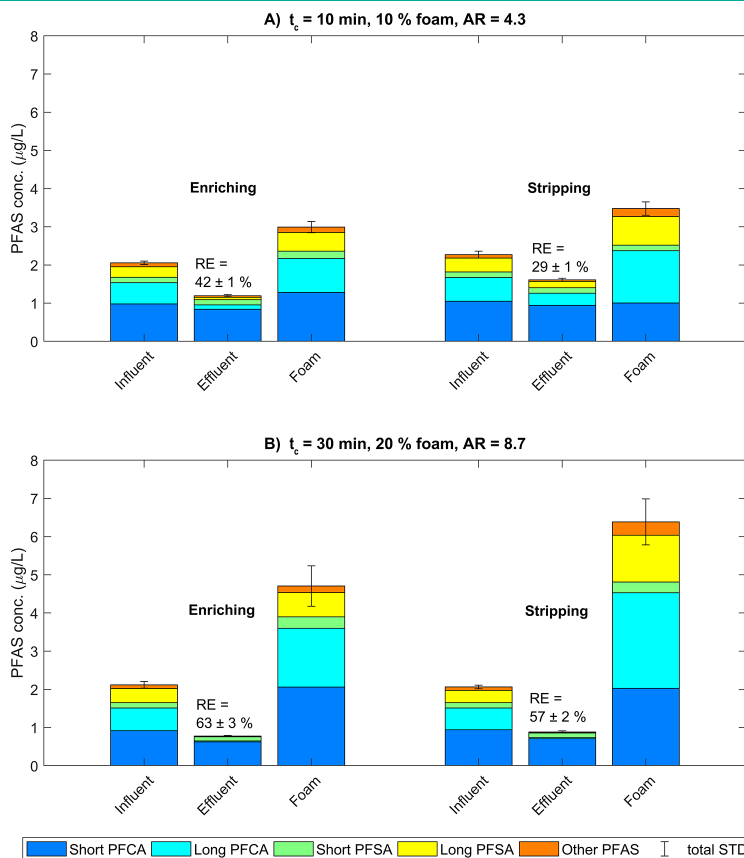 A) tc = 10 min, 10 % foam, AR = 4.3
8
7
6
5
4
3
2
1
0
PFAS conc. (µg/L)
Enriching
Stripping
RE =
42 ± 1 %
RE =
29 ± 1 %
Influent
Effluent
Foam
Influent
Effluent
Foam
B) tc = 30 min, 20 % foam, AR = 8.7
8
7
6
5
4
3
2
1
0
PFAS conc. (µg/L)
Enriching
Stripping
RE =
63 ± 3 %
RE =
57 ± 2 %
Influent
Effluent
Foam
Influent
Effluent
Foam
Short PFCA Long PFCA Short PFSA Long PFSA Other PFAS total STD